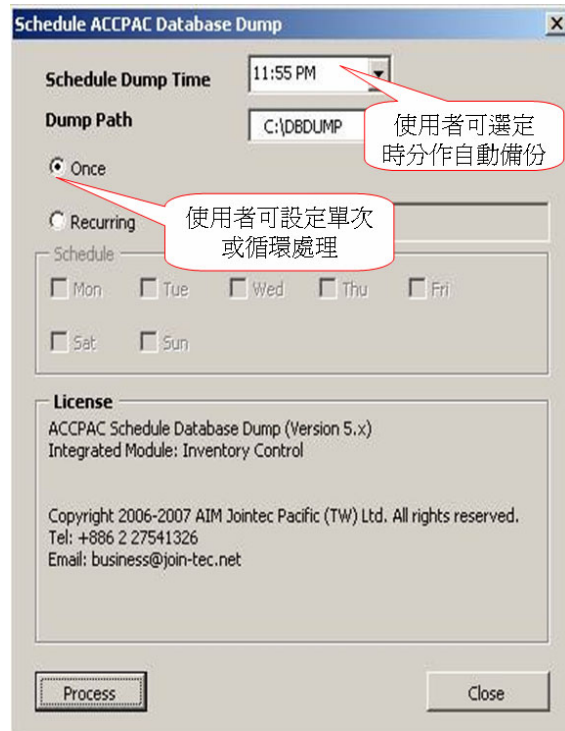 Schedule ACCPAC Database Dump
Schedule Dump Time
11:55 PM
Dump Path
C:\DBDUMP
使用者可選定
時分作自動備份
Once
Recurring
使用者可設定單次
或循環處理
Schedule
Mon Tue Wed Thu Fri
Sat Sun
License
ACCPAC Schedule Database Dump (Version 5.x)
Integrated Module: Inventory Control
Copyright 2006-2007 AIM Jointec Pacific (TW) Ltd. All rights reserved.
Tel: +886 2 27541326
Email: business@join-tec.net
Process
Close